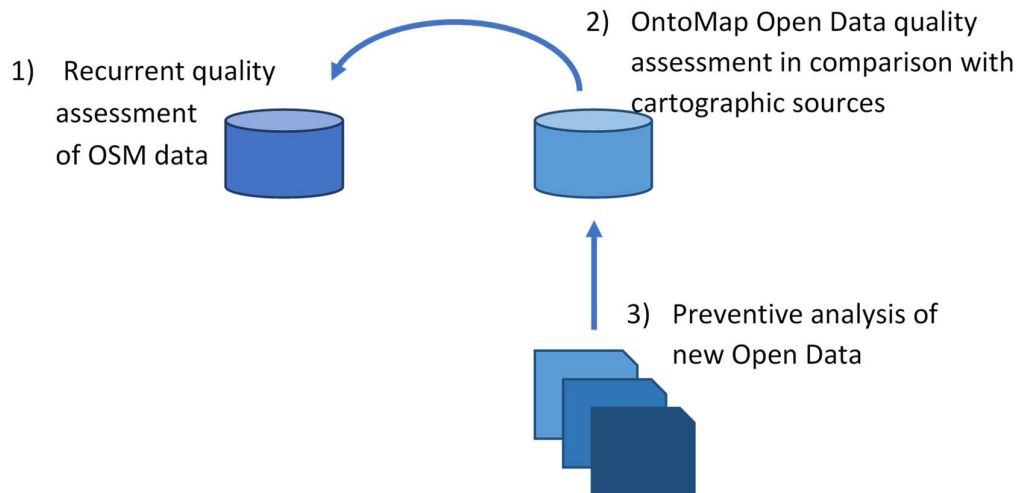 1) Recurrent quality
assessment
of OSM data
2) OntoMap Open Data quality
assessment in comparison with
cartographic sources
3) Preventive analysis of
new Open Data